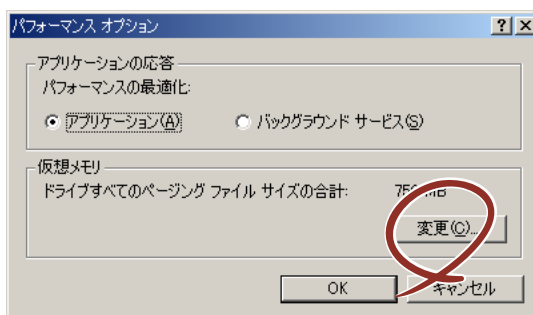 パフォーマンス オプション
アプリケーションの応答
パフォーマンスの最適化:
アプリケーション(A) バックグラウンド サービス(S)
仮想メモリ
ドライブすべてのページング ファイル サイズの合計: MB
変更(C)...
OK キャンセル